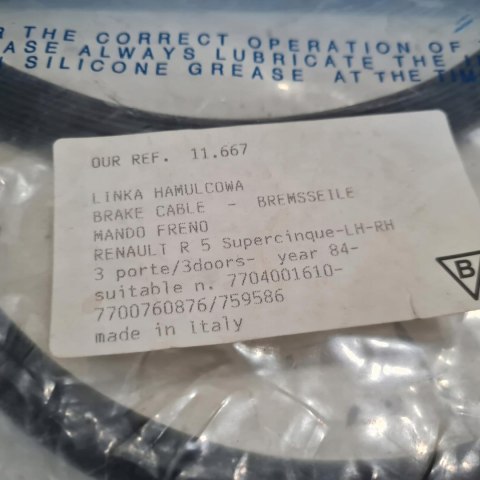 THE CORRECT OPERATION OF
ALWAYS LUBRICATE THE
SILICONE GREASE AT THE
OUR REF. 11.667
LINKA HAMULCOWA
BRAKE CABLE - BREMSSEILE
MANDO FRENO
RENAULT R 5 Supercinque-LH-RH
3 porte/3doors- year 84-
suitable n. 7704001610-
7700760876/759586
made in Italy
B